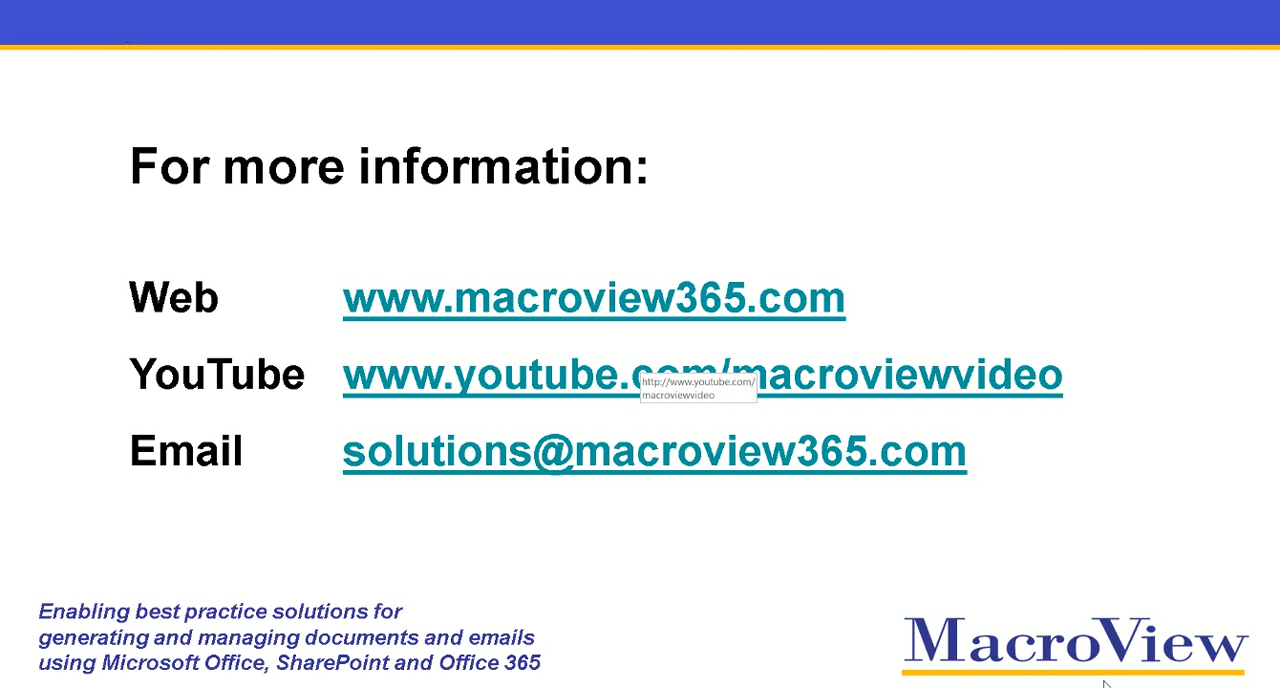 For more information:
Web www.macroview365.com
YouTube www.youtube.com/macroviewvideo
http://www.youtube.com/
macroviewvideo
Email solutions@macroview365.com
Enabling best practice solutions for
generating and managing documents and emails
using Microsoft Office, SharePoint and Office 365
MacroView